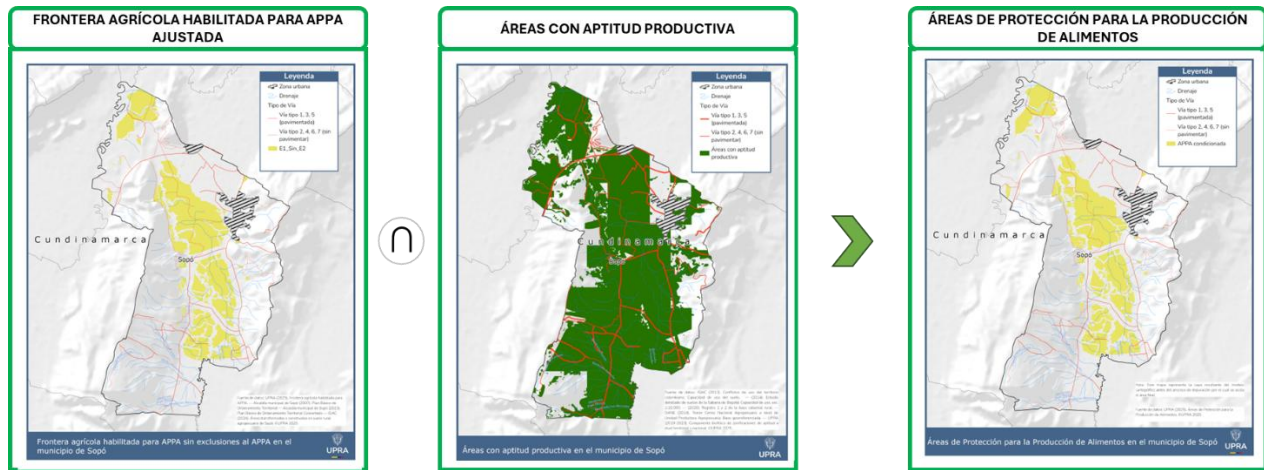 FRONTERA AGRÍCOLA HABILITADA PARA APPA
AJUSTADA
Leyenda
Zona urbana
Drenaje
Tipo de Vía
Vía tipo 1, 3, 5
(pavimentada)
Vía tipo 2, 4, 6, 7 (sin
pavimentar)
E1_Sin_E2
Cundinamarca
Sopó
Frontera agrícola habilitada para APPA sin exclusiones al APPA en el
municipio de Sopó
UPRA
∩
ÁREAS CON APTITUD PRODUCTIVA
Leyenda
Zona urbana
Drenaje
Tipo de Vía
Vía tipo 1, 3, 5
(pavimentada)
Vía tipo 2, 4, 6, 7 (sin
pavimentar)
Áreas con aptitud
productiva
Cundinamarca
Sopó
Áreas con aptitud productiva en el municipio de Sopó
UPRA
ÁREAS DE PROTECCIÓN PARA LA PRODUCCIÓN
DE ALIMENTOS
Leyenda
Zona urbana
Drenaje
Tipo de Vía
Vía tipo 1, 3, 5
(pavimentada)
Vía tipo 2, 4, 6, 7 (sin
pavimentar)
APPA condicionada
Cundinamarca
Sopó
Áreas de Protección para la Producción de Alimentos en el municipio de Sopó
UPRA